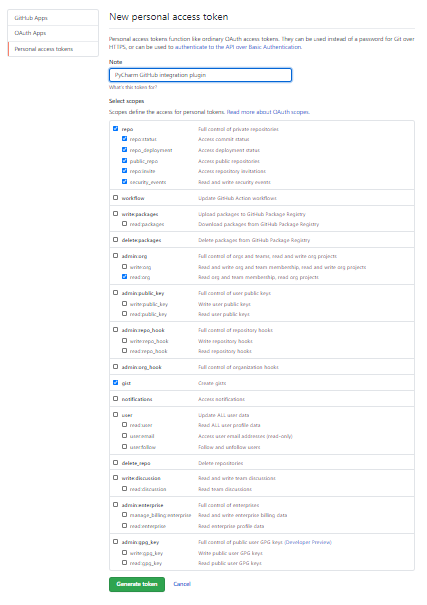 GitHub Apps
OAuth Apps
Personal access tokens
New personal access token
Personal access tokens function like ordinary OAuth access tokens. They can be used instead of a password for Git over
HTTPS, or can be used to authenticate to the API over Basic Authentication.
Note
PyCharm GitHub integration plugin
What's this token for?
Select scopes
Scopes define the access for personal tokens. Read more about OAuth scopes.
repo Full control of private repositories
repo:status Access commit status
repo_deployment Access deployment status
public_repo Access public repositories
repo:invite Access repository invitations
security_events Read and write security events
workflow Update GitHub Action workflows
write:packages Upload packages to GitHub Package Registry
read:packages Download packages from GitHub Package Registry
delete:packages Delete packages from GitHub Package Registry
admin:org Full control of orgs and teams, read and write org projects
write:org Read and write org and team membership, read and write org projects
read:org Read org and team membership, read org projects
admin:public_key Full control of user public keys
write:public_key Write user public keys
read:public_key Read user public keys
admin:repo_hook Full control of repository hooks
write:repo_hook Write repository hooks
read:repo_hook Read repository hooks
admin:org_hook Full control of organization hooks
gist Create gists
notifications Access notifications
user Update ALL user data
read:user Read ALL user profile data
user:email Access user email addresses (read-only)
user:follow Follow and unfollow users
delete_repo Delete repositories
write:discussion Read and write team discussions
read:discussion Read team discussions
admin:enterprise Full control of enterprises
manage_billing:enterprise Read and write enterprise billing data
read:enterprise Read enterprise profile data
admin:gpg_key Full control of public user GPG keys (Developer Preview)
write:gpg_key Write public user GPG keys
read:gpg_key Read public user GPG keys
Generate token Cancel